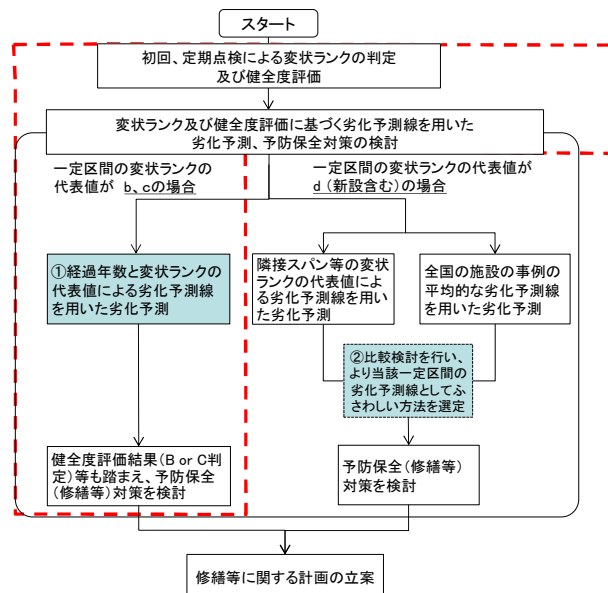 スタート
初回、定期点検による変状ランクの判定
及び健全度評価
変状ランク及び健全度評価に基づく劣化予測線を用いた
劣化予測、予防保全対策の検討
一定区間の変状ランクの
代表値が b、cの場合
一定区間の変状ランクの代表値が
d（新設含む）の場合
①経過年数と変状ランクの
代表値による劣化予測線
を用いた劣化予測
隣接スパン等の変状
ランクの代表値によ
る劣化予測線を用い
た劣化予測
全国の施設の事例の
平均的な劣化予測線
を用いた劣化予測
②比較検討を行い、
より当該一定区間の
劣化予測線としてふ
さわしい方法を選定
健全度評価結果（B or C判
定）等も踏まえ、予防保全
（修繕等）対策を検討
予防保全（修繕等）
対策を検討
修繕等に関する計画の立案